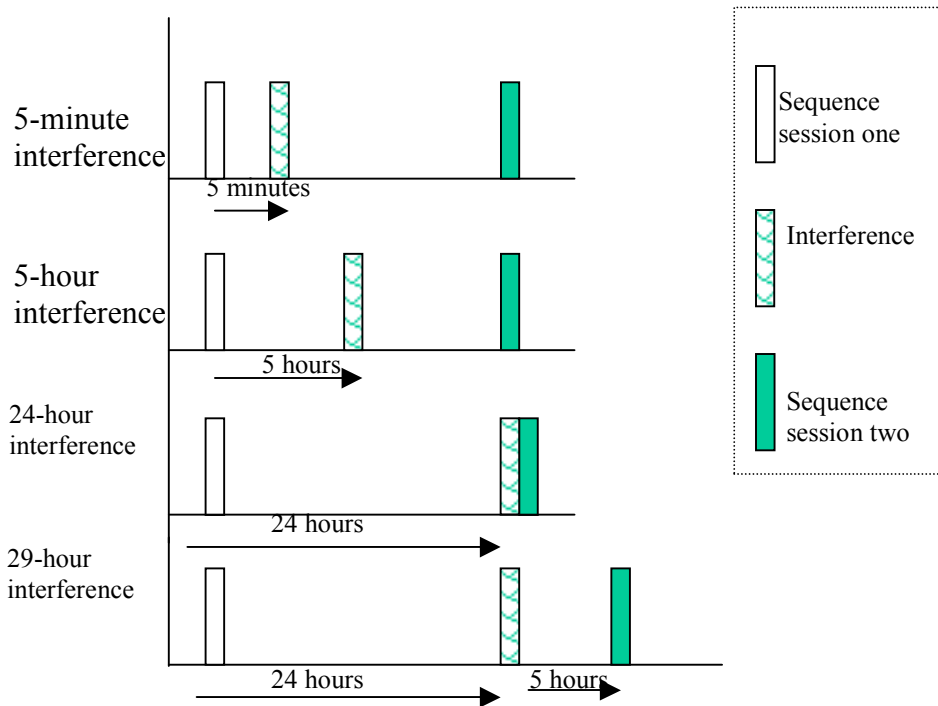 5-minute
interference
5 minutes
5-hour
interference
5 hours
24-hour
interference
24 hours
29-hour
interference
24 hours
5 hours
Sequence
session one
Interference
Sequence
session two